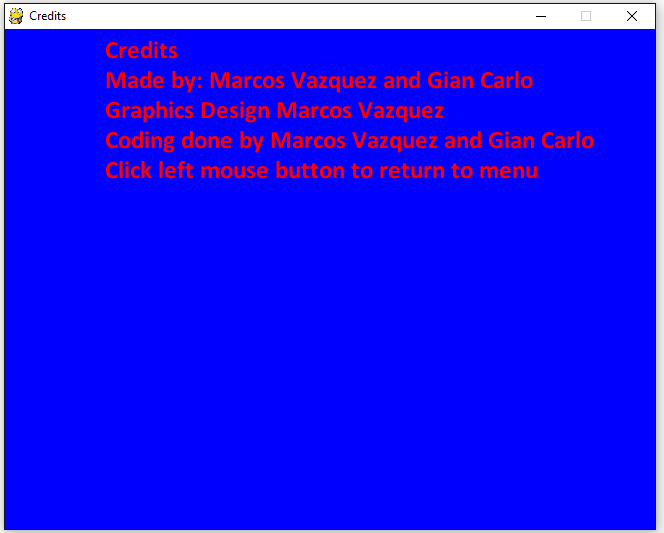 Credits
Credits
Made by: Marcos Vazquez and Gian Carlo
Graphics Design Marcos Vazquez
Coding done by Marcos Vazquez and Gian Carlo
Click left mouse button to return to menu